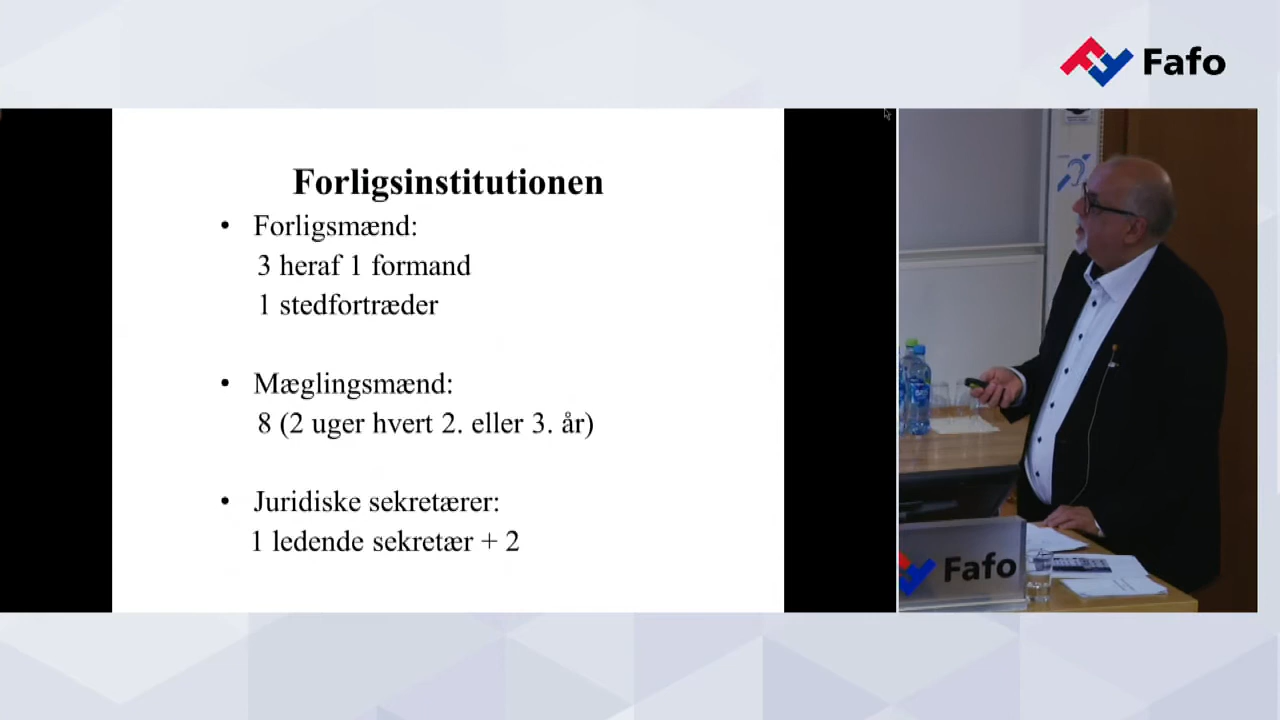 Fafo
Forligsinstitutionen
• Forligsmænd:
3 heraf 1 formand
1 stedfortræder
• Mæglingsmænd:
8 (2 uger hvert 2. eller 3. år)
• Juridiske sekretærer:
1 ledende sekretær + 2
Fafo